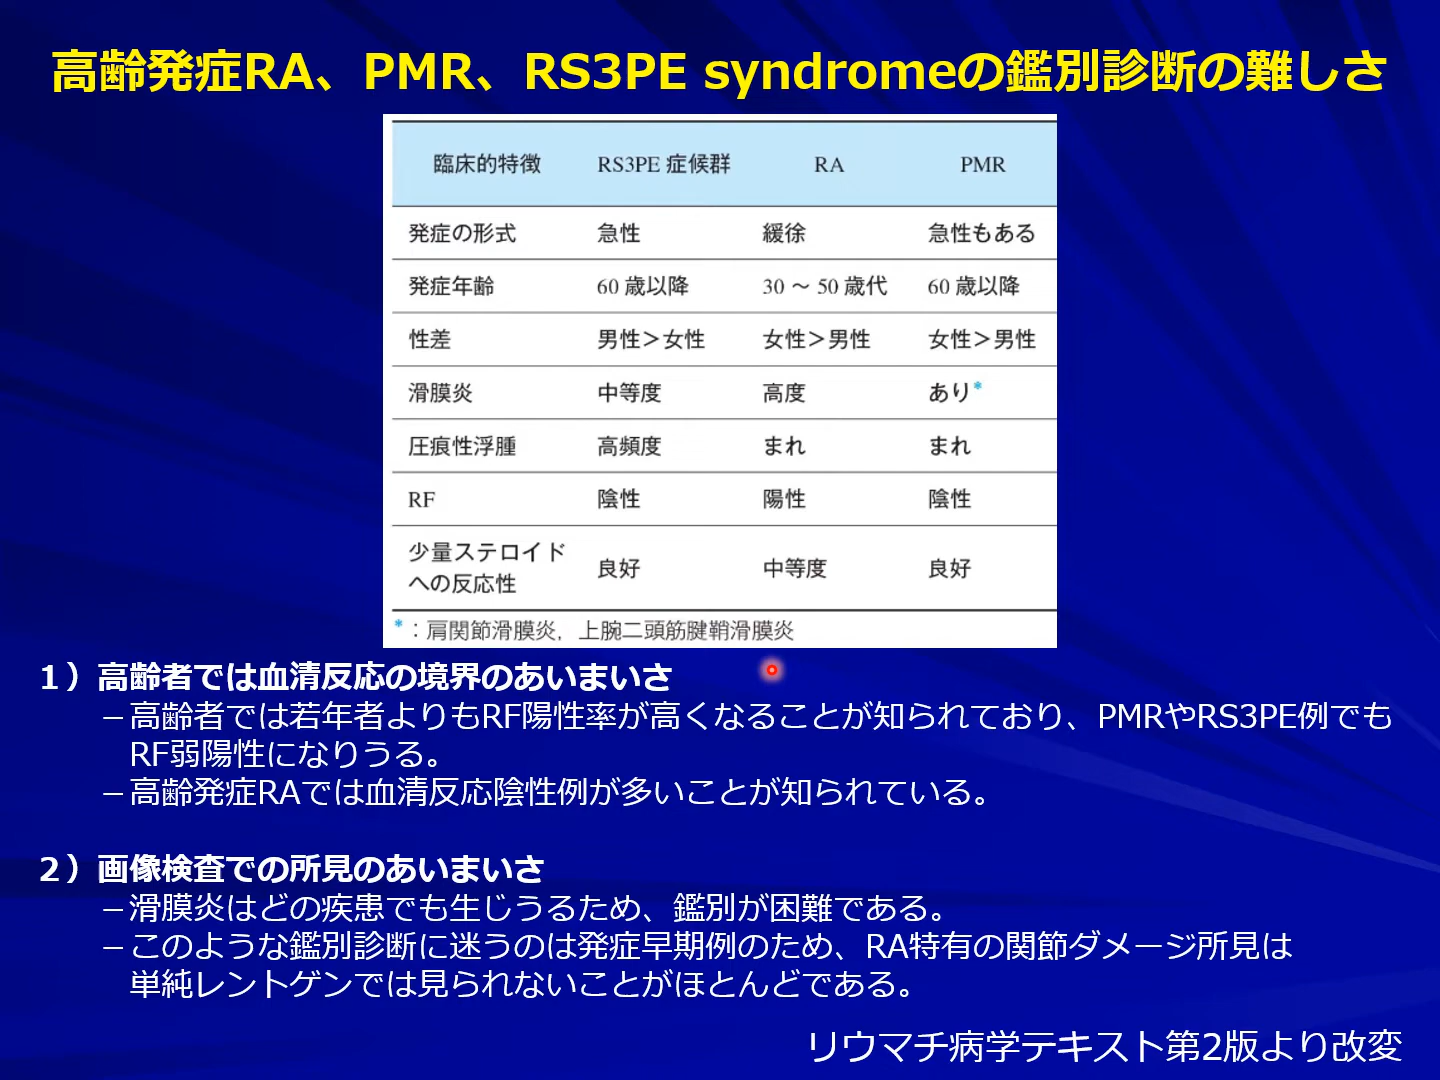 高齢発症RA、PMR、RS3PE syndromeの鑑別診断の難しさ
臨床的特徴 RS3PE 症候群 RA PMR
発症の形式 急性 緩徐 急性もある
発症年齢 60 歳以降 30 〜 50 歳代 60 歳以降
性差 男性＞女性 女性＞男性 女性＞男性
滑膜炎 中等度 高度 あり*
圧痕性浮腫 高頻度 まれ まれ
RF 陰性 陽性 陰性
少量ステロイド
への反応性 良好 中等度 良好
*：肩関節滑膜炎，上腕二頭筋腱鞘滑膜炎
１）高齢者では血清反応の境界のあいまいさ
－高齢者では若年者よりもRF陽性率が高くなることが知られており、PMRやRS3PE例でも
RF弱陽性になりうる。
－高齢発症RAでは血清反応陰性例が多いことが知られている。
２）画像検査での所見のあいまいさ
－滑膜炎はどの疾患でも生じうるため、鑑別が困難である。
－このような鑑別診断に迷うのは発症早期例のため、RA特有の関節ダメージ所見は
単純レントゲンでは見られないことがほとんどである。
リウマチ病学テキスト第2版より改変